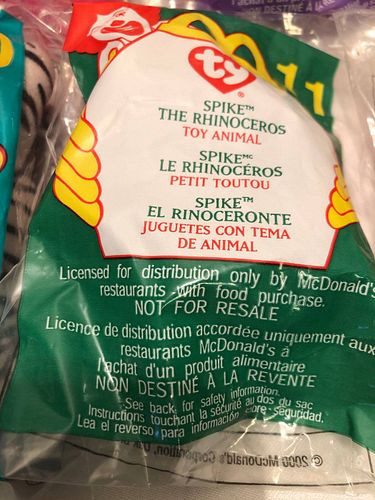 ty
®
11
SPIKE™
THE RHINOCEROS
TOY ANIMAL
SPIKE MC
LE RHINOCÉROS
PETIT TOUTOU
SPIKE™
EL RINOCERONTE
JUGUETES CON TEMA
DE ANIMAL
Licensed for distribution only by McDonald's
restaurants with food purchase.
NOT FOR RESALE
Licence de distribution accordée uniquement aux
restaurants McDonald's à
l'achat d'un produit alimentaire
NON DESTINÉ À LA REVENTE
See back for safety information.
Instructions touchant la sécurité au dos du sac
Lea el reverso para información sobre seguridad.
© 2000 McDonald's Corporation,